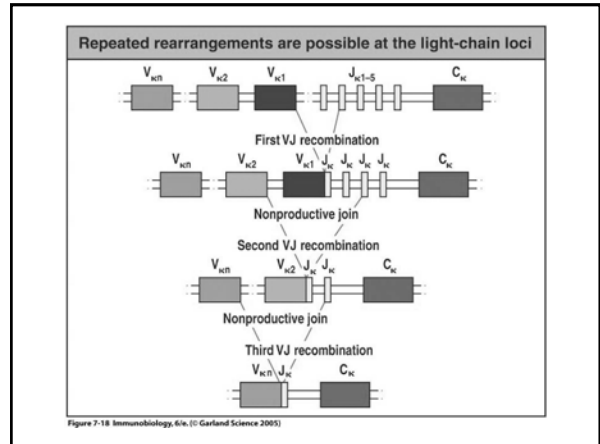 Repeated rearrangements are possible at the light-chain loci
Vκn Vκ2 Vκ1 Jκ1–5 Cκ
First VJ recombination
Vκn Vκ2 Vκ1 Jκ Jκ Jκ Jκ Cκ
Nonproductive join
Second VJ recombination
Vκn Vκ2 Jκ Jκ Cκ
Nonproductive join
Third VJ recombination
Vκn Jκ Cκ
Figure 7-18 Immunobiology, 6/e. (© Garland Science 2005)